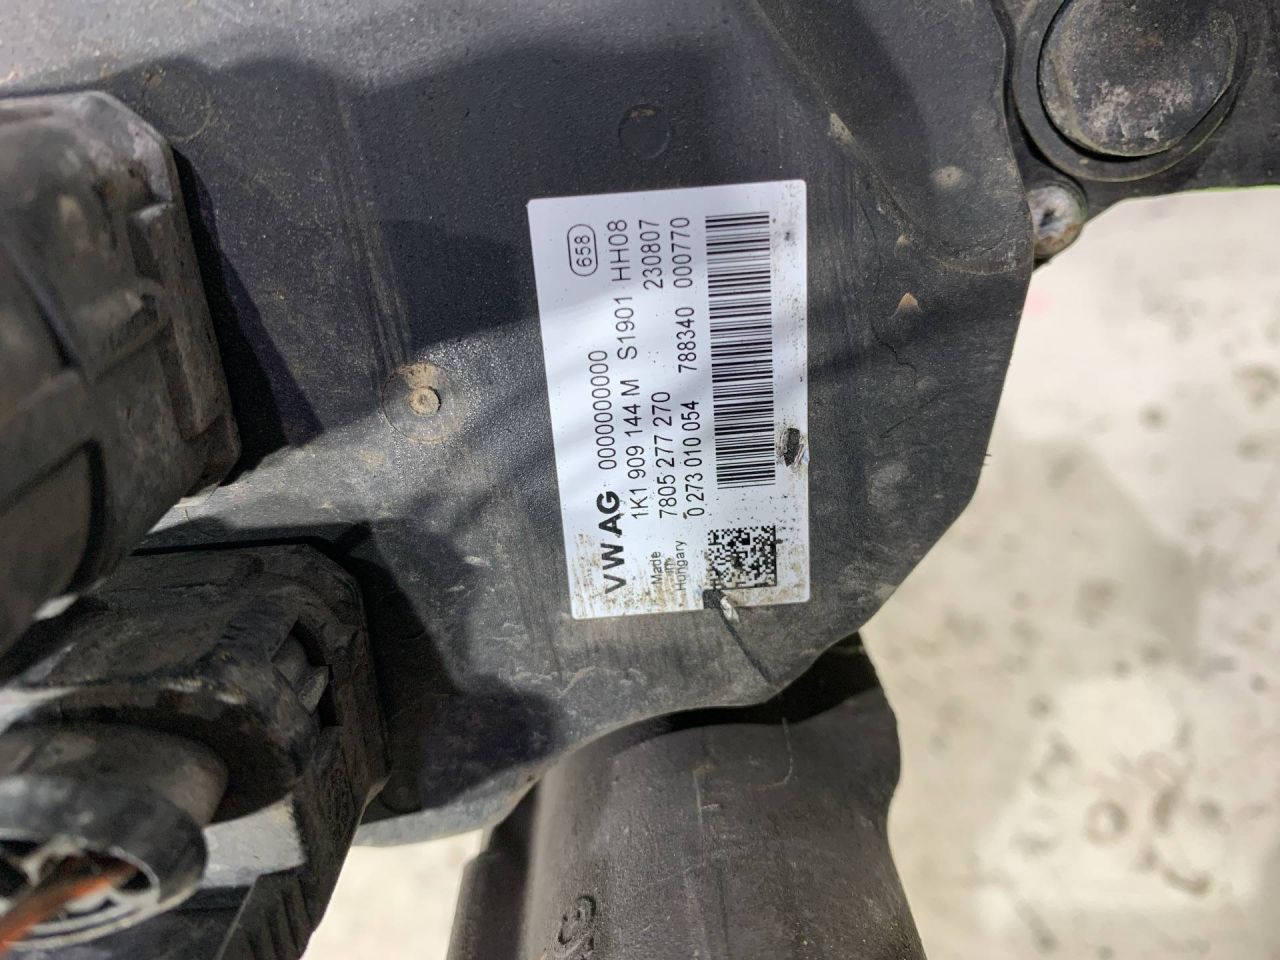 VW AG 0000000000 658
1K1 909 144 M S1901 HH08
7805 277 270 230807
0 273 010 054 788340 000770
Made
in
Hungary